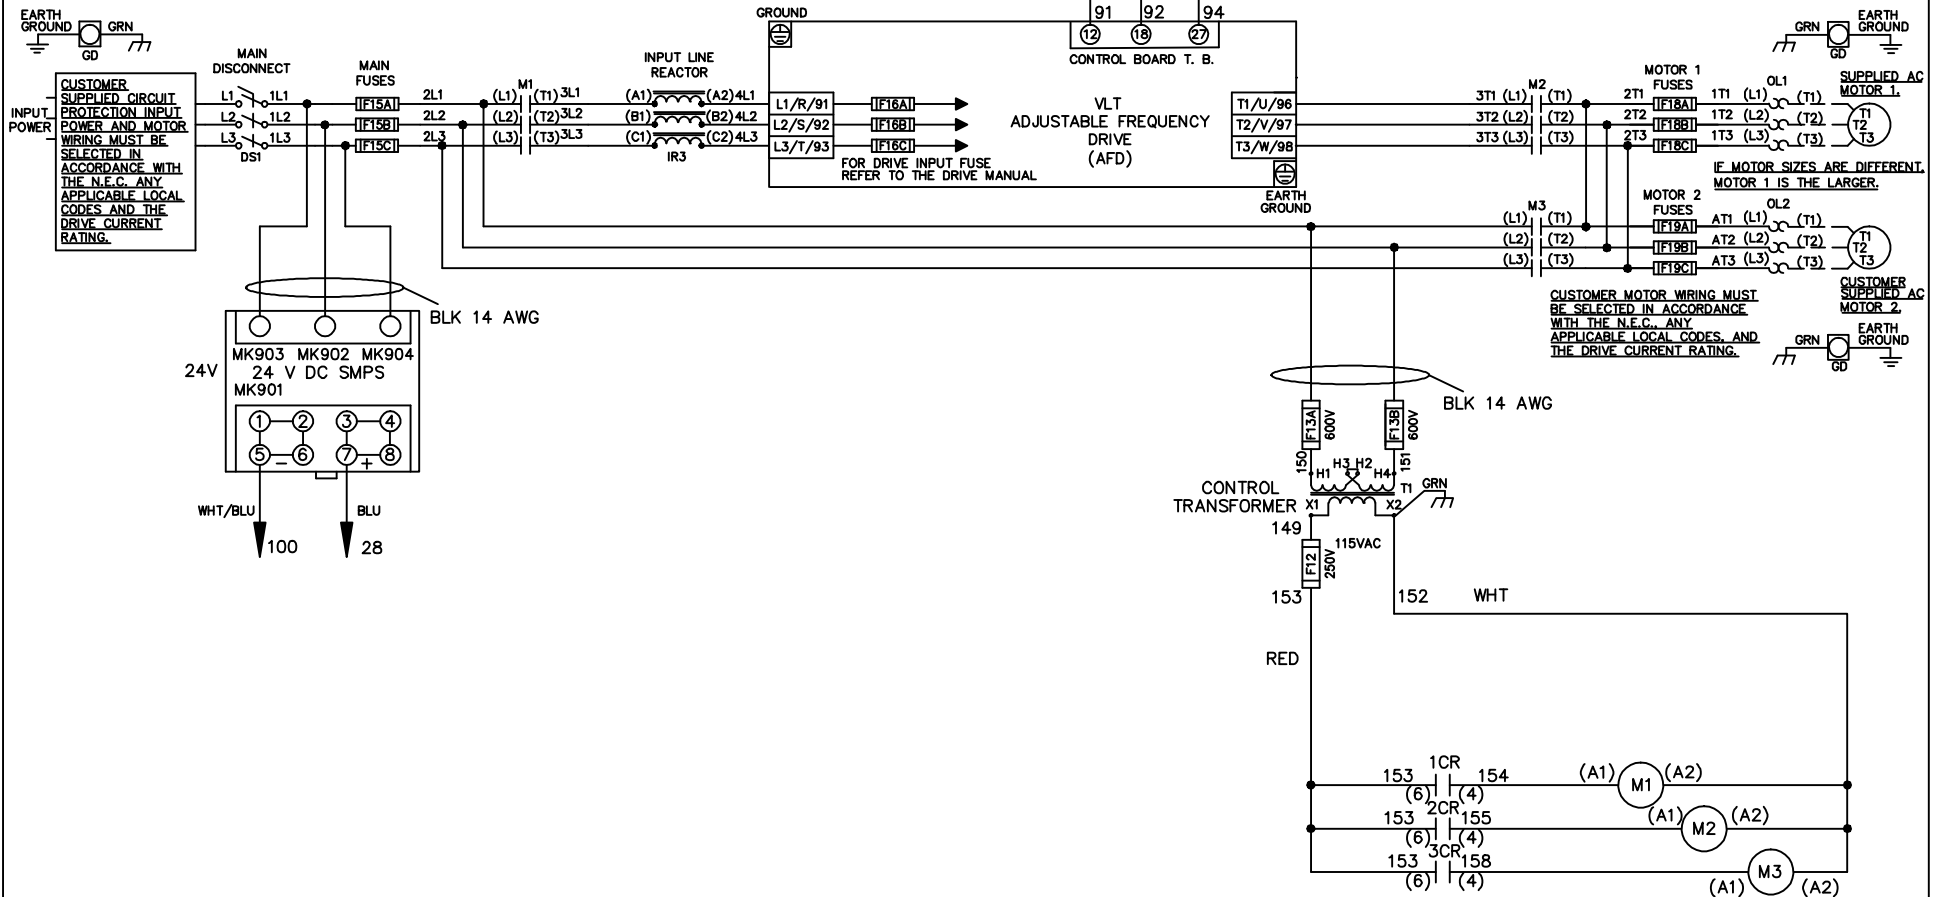 EARTH
GROUND
GRN
GD
GROUND
91 92 94
12 18 27
CONTROL BOARD T. B.
GRN
EARTH
GROUND
GD
INPUT
POWER
CUSTOMER
SUPPLIED CIRCUIT
PROTECTION INPUT
POWER AND MOTOR
WIRING MUST BE
SELECTED IN
ACCORDANCE WITH
THE N.E.C. ANY
APPLICABLE LOCAL
CODES AND THE
DRIVE CURRENT
RATING.
MAIN
DISCONNECT
L1 1L1
L2 1L2
L3 1L3
DS1
MAIN
FUSES
F15A
F15B
F15C
2L1
2L2
2L3
M1
(L1) (T1) 3L1
(L2) (T2) 3L2
(L3) (T3) 3L3
INPUT LINE
REACTOR
(A1) (A2) 4L1
(B1) (B2) 4L2
(C1) (C2) 4L3
IR3
L1/R/91
L2/S/92
L3/T/93
F16A
F16B
F16C
FOR DRIVE INPUT FUSE
REFER TO THE DRIVE MANUAL
VLT
ADJUSTABLE FREQUENCY
DRIVE
(AFD)
T1/U/96
T2/V/97
T3/W/98
EARTH
GROUND
M2
3T1 (L1) (T1)
3T2 (L2) (T2)
3T3 (L3) (T3)
MOTOR 1
FUSES
2T1 F18A 1T1 (L1)
2T2 F18B 1T2 (L2)
2T3 F18C 1T3 (L3)
OL1
(T1)
(T2)
(T3)
SUPPLIED AC
MOTOR 1.
T1
T2
T3
IF MOTOR SIZES ARE DIFFERENT,
MOTOR 1 IS THE LARGER.
M3
(L1) (T1)
(L2) (T2)
(L3) (T3)
MOTOR 2
FUSES
F19A AT1 (L1)
F19B AT2 (L2)
F19C AT3 (L3)
OL2
(T1)
(T2)
(T3)
T1
T2
T3
CUSTOMER
SUPPLIED AC
MOTOR 2.
CUSTOMER MOTOR WIRING MUST
BE SELECTED IN ACCORDANCE
WITH THE N.E.C., ANY
APPLICABLE LOCAL CODES, AND
THE DRIVE CURRENT RATING.
GRN
EARTH
GROUND
GD
BLK 14 AWG
MK903 MK902 MK904
24V
24 V DC SMPS
MK901
1 2 3 4
5 6 7 8
− +
WHT/BLU
BLU
100
28
BLK 14 AWG
F13A
600V
F13B
600V
150
151
H1 H3 H2 H4
T1
GRN
CONTROL
TRANSFORMER
X1 X2
149
115VAC
F12
250V
153
152
WHT
RED
1CR
153 154
(6) (4)
(A1) M1 (A2)
2CR
153 155
(6) (4)
(A1) M2 (A2)
3CR
153 158
(6) (4)
(A1) M3 (A2)